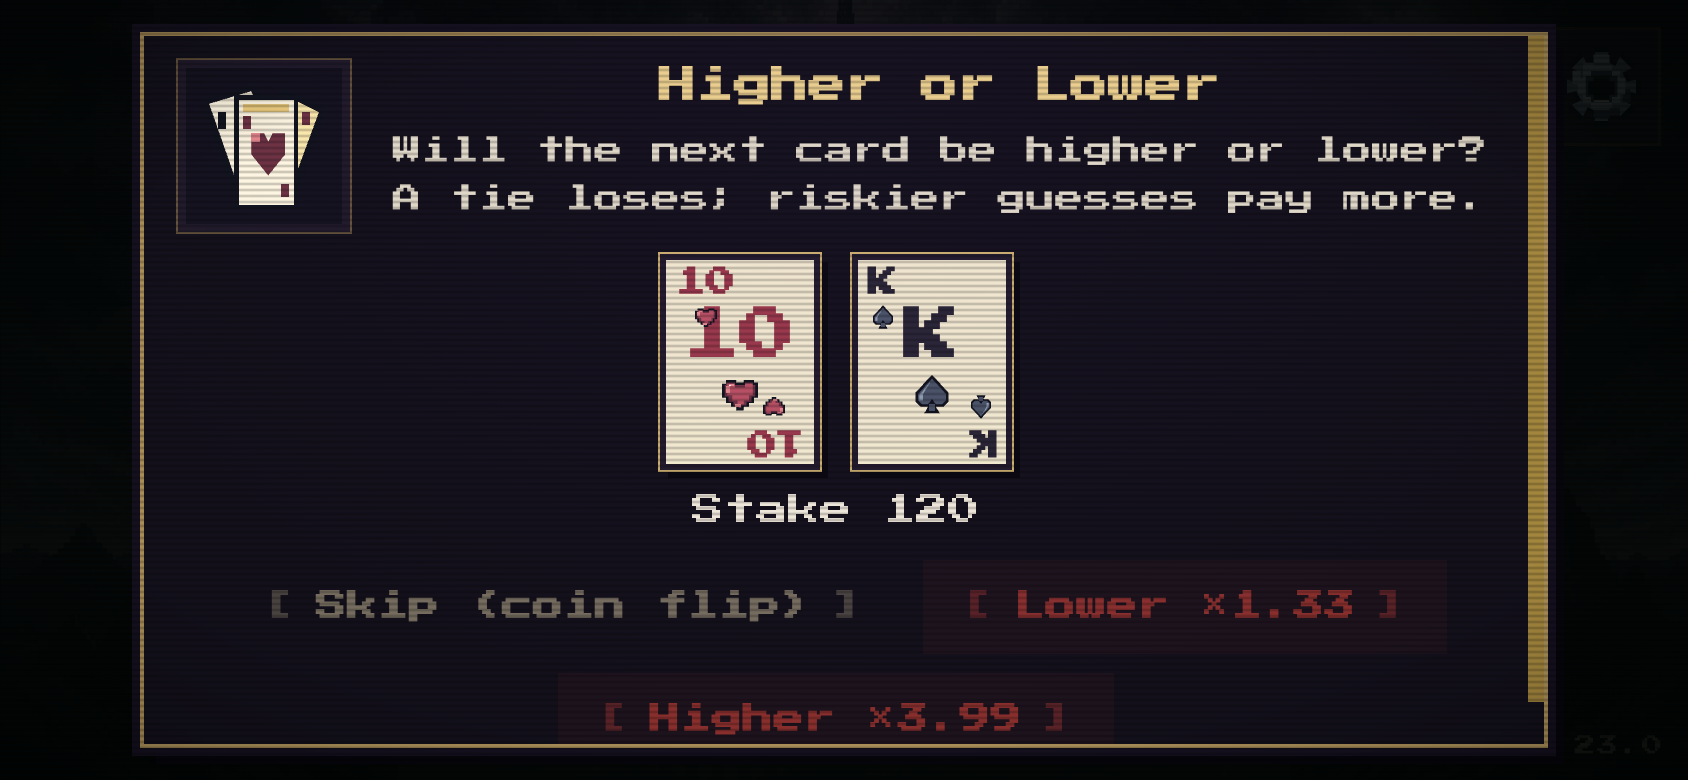 Higher or Lower
Will the next card be higher or lower?
A tie loses; riskier guesses pay more.
10
10
10
K
K
K
Stake 120
[ Skip (coin flip) ]
[ Lower ×1.33 ]
[ Higher ×3.99 ]
23.0